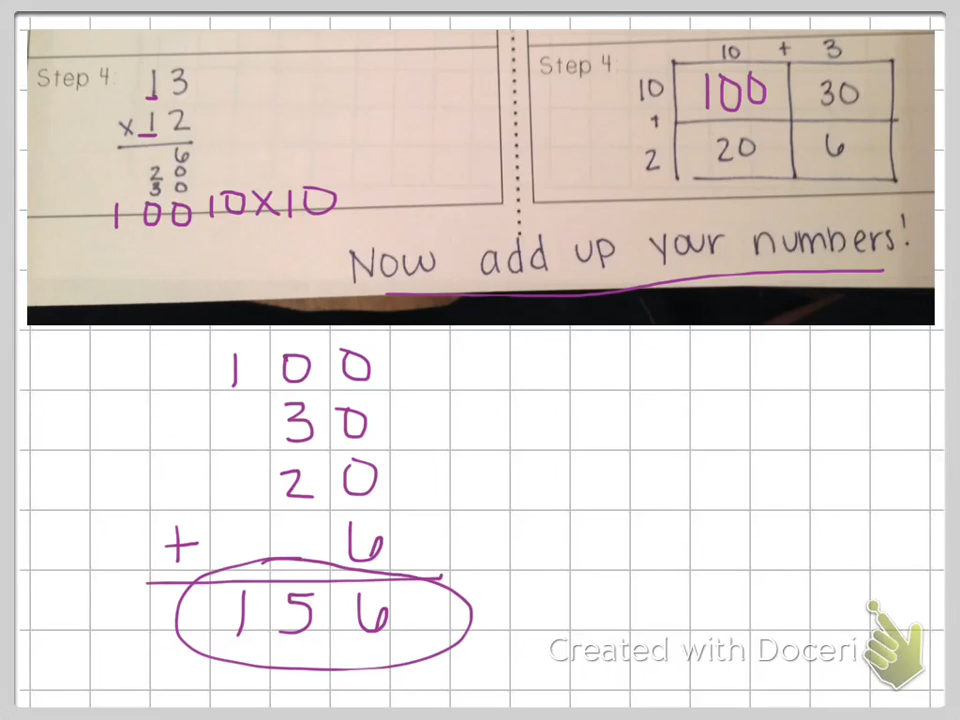 Step 4:
13
x 12
6
20
30
100 10x10
Step 4:
10 + 3
10 100 30
+
2 20 6
Now add up your numbers!
100
30
20
+ 6
156
Created with Doceri